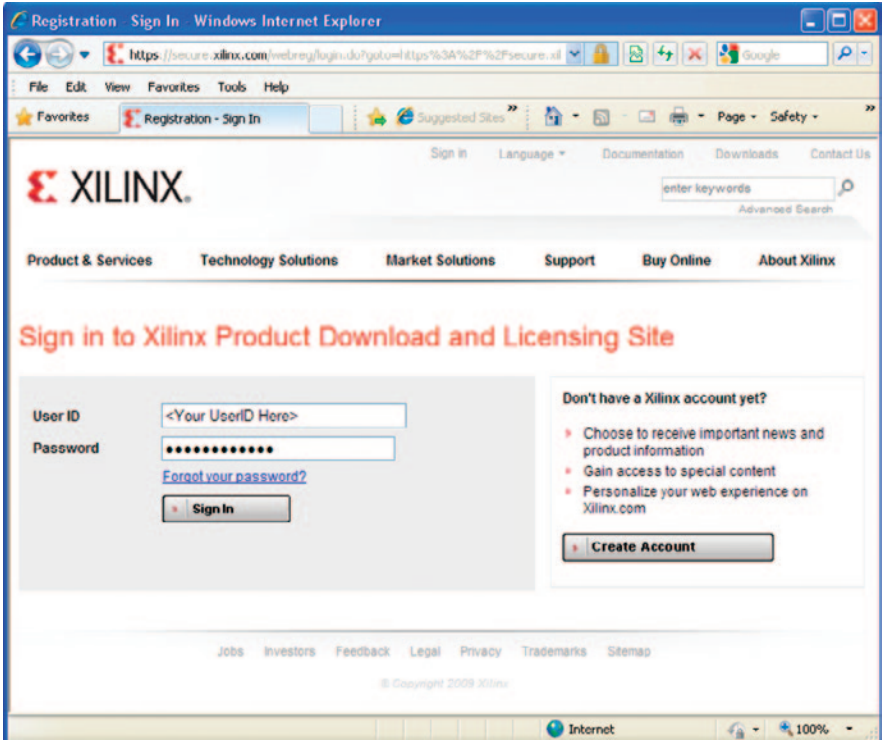 Registration - Sign In - Windows Internet Explorer
https://secure.xilinx.com/webreg/login.do?goto=https%3A%2F%2Fsecure.xil
Google
File Edit View Favorites Tools Help
Favorites Registration - Sign In Suggested Sites Page Safety
Sign in Language Documentation Downloads Contact Us
XILINX®
enter keywords
Advanced Search
Product & Services Technology Solutions Market Solutions Support Buy Online About Xilinx
Sign in to Xilinx Product Download and Licensing Site
User ID <Your UserID Here>
Password ••••••••••••
Forgot your password?
Sign In
Don't have a Xilinx account yet?
Choose to receive important news and
product information
Gain access to special content
Personalize your web experience on
Xilinx.com
Create Account
Jobs Investors Feedback Legal Privacy Trademarks Sitemap
© Copyright 2009 Xilinx
Internet 100%